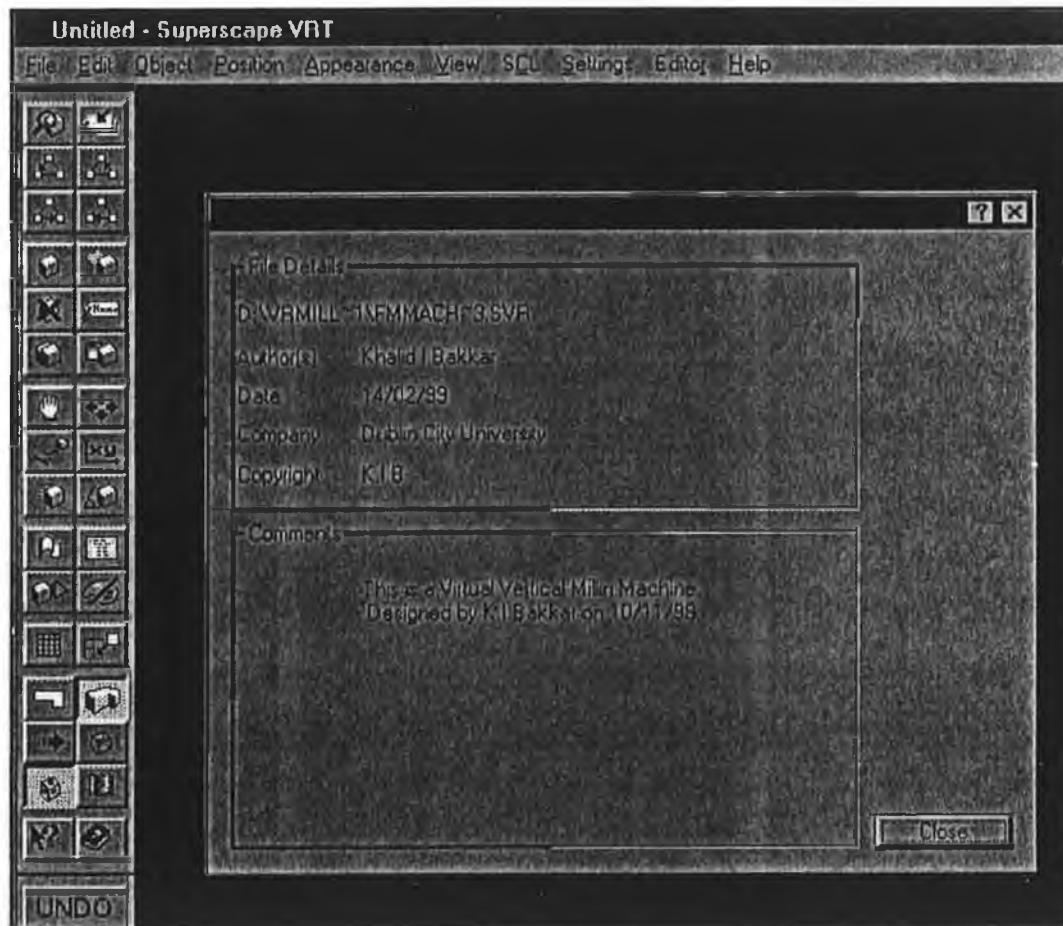 Untitled - Superscape VRT
File Edit Object Position Appearance View SCL Settings Editor Help
File Details
D:\VRMILL~1\FMMACH~3.SVR
Author(s) Khalid I Bakkar
Date 14/02/99
Company Dublin City University
Copyright K.I.B
Comments
This is a Virtual Vertical Millin Machine.
Designed by K.I.Bakkar on 10/11/99
Close
xy
UNDO